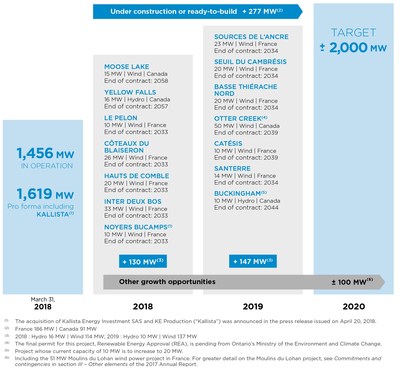 Under construction or ready-to-build + 277 MW(2)
TARGET
± 2,000 MW
1,456 MW
IN OPERATION
1,619 MW
Pro forma including
KALLISTA(1)
MOOSE LAKE
15 MW | Wind | Canada
End of contract: 2058
YELLOW FALLS
16 MW | Hydro | Canada
End of contract: 2057
LE PELON
10 MW | Wind | France
End of contract: 2033
CÔTEAUX DU
BLAISERON
26 MW | Wind | France
End of contract: 2033
HAUTS DE COMBLE
20 MW | Wind | France
End of contract: 2033
INTER DEUX BOS
33 MW | Wind | France
End of contract: 2033
NOYERS BUCAMPS(1)
10 MW | Wind | France
End of contract: 2033
+ 130 MW(3)
SOURCES DE L'ANCRE
23 MW | Wind | France
End of contract: 2034
SEUIL DU CAMBRÉSIS
20 MW | Wind | France
End of contract: 2034
BASSE THIÉRACHE
NORD
20 MW | Wind | France
End of contract: 2034
OTTER CREEK(4)
50 MW | Wind | Canada
End of contract: 2039
CATÉSIS
10 MW | Wind | France
End of contract: 2039
SANTERRE
14 MW | Wind | France
End of contract: 2034
BUCKINGHAM(5)
10 MW | Hydro | Canada
End of contract: 2044
+ 147 MW(3)
Other growth opportunities
± 100 MW(6)
March 31,
2018
2018
2019
2020
(1) The acquisition of Kallista Energy Investment SAS and KE Production ("Kallista") was announced in the press release issued on April 20, 2018.
(2) France 186 MW | Canada 91 MW
(3) 2018 : Hydro 16 MW | Wind 114 MW, 2019 : Hydro 10 MW | Wind 137 MW
(4) The final permit for this project, Renewable Energy Approval (REA), is pending from Ontario's Ministry of the Environment and Climate Change.
(5) Project whose current capacity of 10 MW is to increase to 20 MW.
(6) Including the 51 MW Moulins du Lohan wind power project in France. For greater detail on the Moulins du Lohan project, see Commitments and
contingencies in section III – Other elements of the 2017 Annual Report.